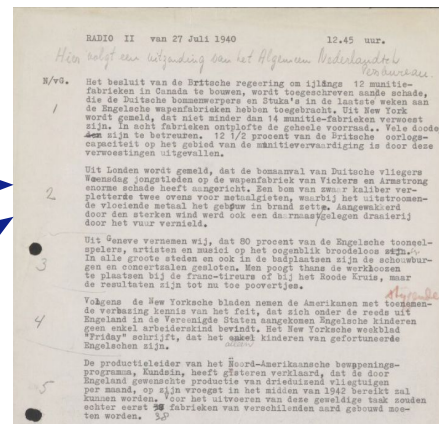 RADIO II van 27 Juli 1940 12.45 uur.
Hier volgt een uitzending van het Algemeen Nederlandsch
Persbureau.
N/vG. Het besluit van de Britsche regeering om ijlings 12 munitie-
1 fabrieken in Canada te bouwen, wordt toegeschreven aande schade,
die de Duitsche bommenwerpers en Stuka's in de laatste weken aan
de Engelsche wapenfabrieken hebben toegebracht. Uit New York
wordt gemeld, dat niet minder dan 14 munitie-fabrieken verwoest
zijn. In acht fabrieken ontplofte de geheele voorraad. Vele doode
zijn te betreuren. 12 1/2 procent van de Britsche oorlogs-
capaciteit op het gebied van de munitievervaardiging is door deze
verwoestingen uitgevallen.
Uit Londen wordt gemeld, dat de bomaanval van Duitsche vliegers
2 Woensdag jongstleden op de wapenfabriek van Vickers en Armstrong
enorme schade heeft aangericht. Een bom van zwaar kaliber ver-
pletterde twee ovens voor metaalgieten, waarbij het uitstroomen-
de vloeiende metaal het gebouw in brand zette. Aangewakkerd
door den sterken wind werd ook een daarnaastgelegen draaierij
door het vuur vernield.
Uit Geneve vernemen wij, dat 80 procent van de Engelsche tooneel-
3 spelers, artisten en musici op het oogenblik broodeloos zijn.
In alle groote steden en ook in de badplaatsen zijn de schouwbur-
gen en concertzalen gesloten. Men poogt thans de werkloozen
te plaatsen bij de franc-tireurs of bij het Roode Kruis, maar
de resultaten zijn tot nu toe poovertjes.
Volgens de New Yorksche bladen nemen de Amerikanen met toenemen-
4 de verbazing kennis van het feit, dat zich onder de reeds uit
Engeland in de Vereenigde Staten aangekomen Engelsche kinderen
geen enkel arbeiderskind bevindt. Het New Yorksche weekblad
"Friday" schrijft, dat het enkel kinderen van gefortuneerde
Engelschen zijn. alleen
De productieleider van het Noord-Amerikaansche bewapenings-
5 programma, Kundsin, heeft gisteren verklaard, dat de door
Engeland gewenschte productie van drieduizend vliegtuigen
per maand, op zijn vroegst in het midden van 1942 bereikt zal
kunnen worden. Voor het uitvoeren van deze geweldige taak zouden
echter eerst 38 fabrieken van verschillenden aard gebouwd moe-
ten worden. 38